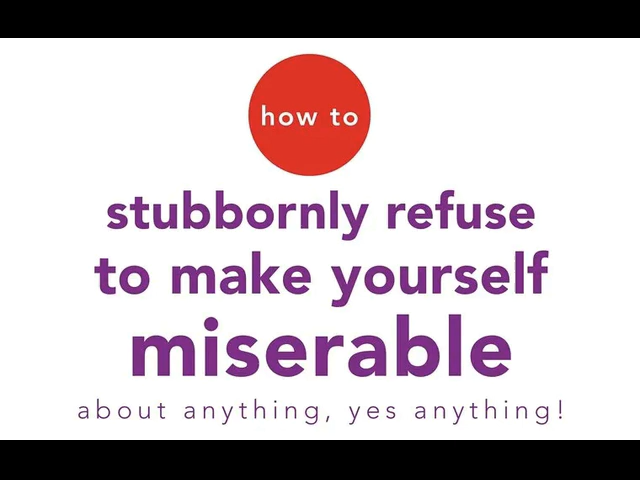 how to
stubbornly refuse
to make yourself
miserable
about anything, yes anything!